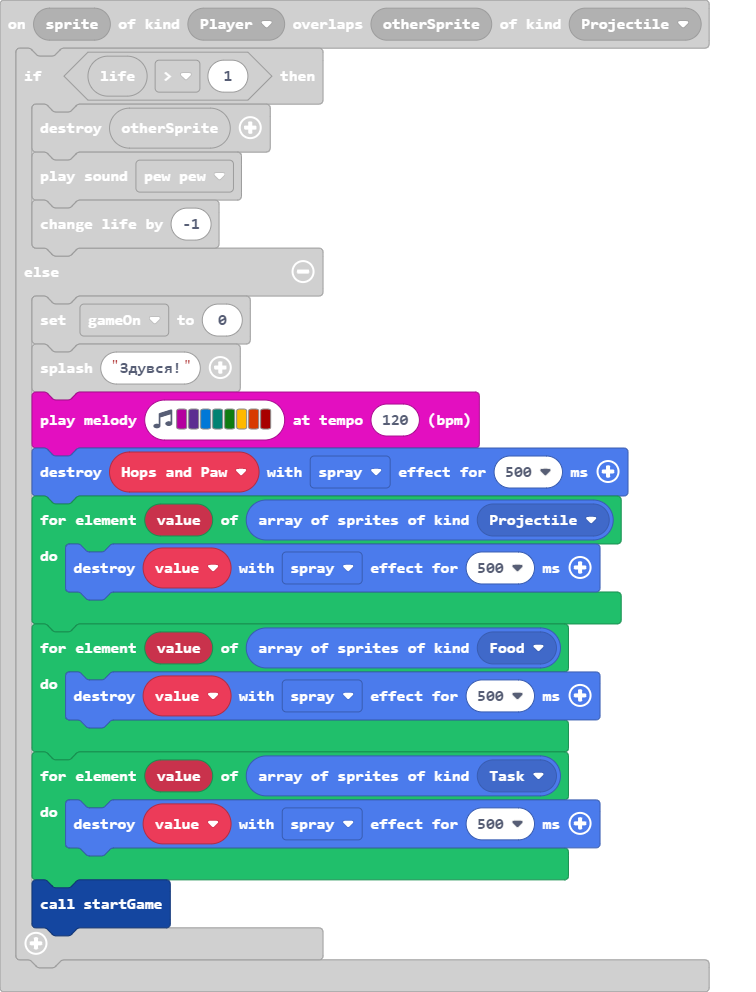 on sprite of kind Player overlaps otherSprite of kind Projectile
if life > 1 then
destroy otherSprite
play sound pew pew
change life by -1
else
set gameOn to 0
splash "Здувся!"
play melody at tempo 120 (bpm)
destroy Hops and Paw with spray effect for 500 ms
for element value of array of sprites of kind Projectile
do destroy value with spray effect for 500 ms
for element value of array of sprites of kind Food
do destroy value with spray effect for 500 ms
for element value of array of sprites of kind Task
do destroy value with spray effect for 500 ms
call startGame